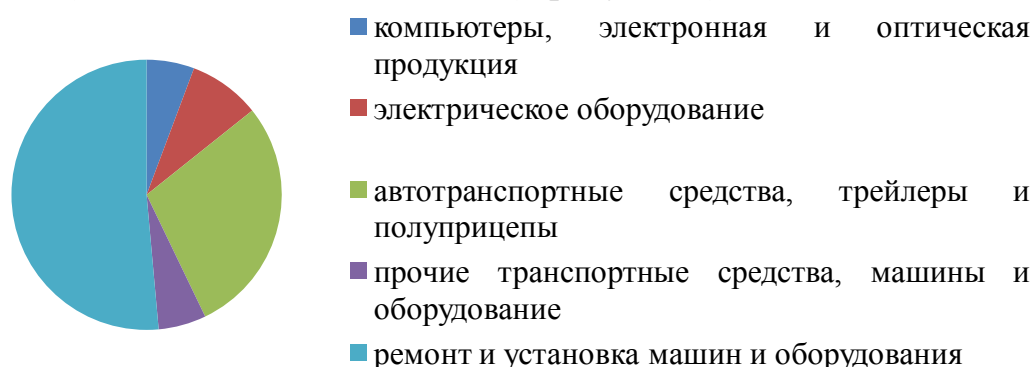 компьютеры, электронная и оптическая
продукция
электрическое оборудование
автотранспортные средства, трейлеры и
полуприцепы
прочие транспортные средства, машины и
оборудование
ремонт и установка машин и оборудования